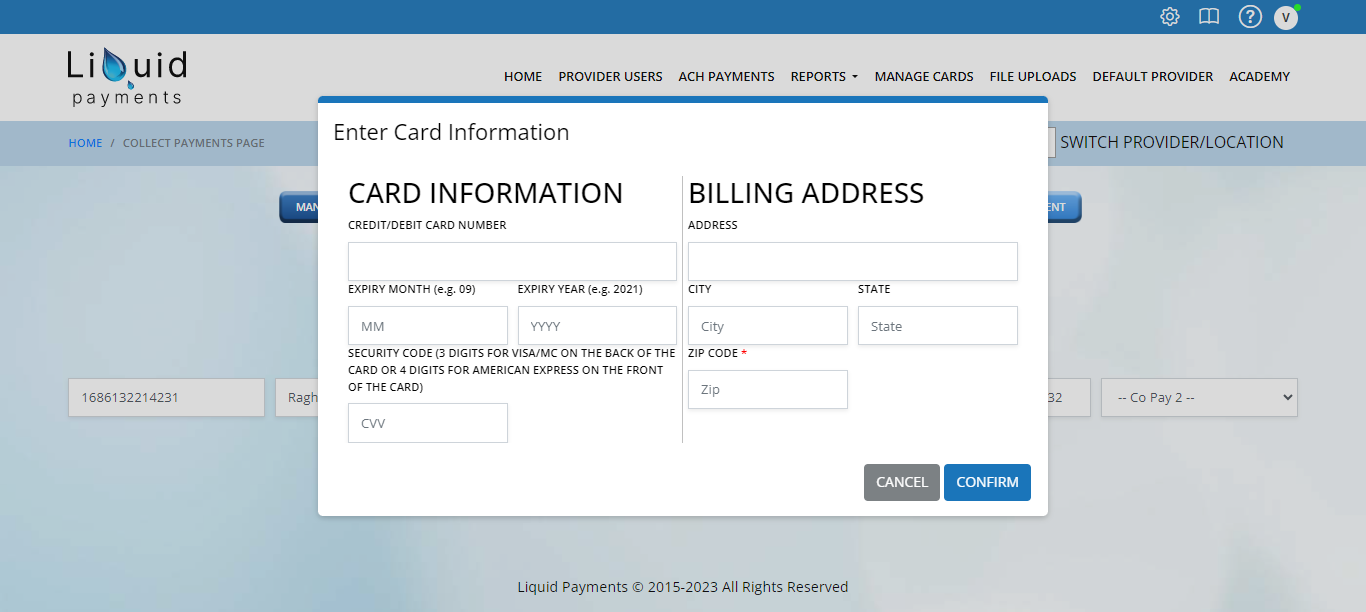 V
Liquid
payments
HOME PROVIDER USERS ACH PAYMENTS REPORTS MANAGE CARDS FILE UPLOADS DEFAULT PROVIDER ACADEMY
HOME / COLLECT PAYMENTS PAGE
SWITCH PROVIDER/LOCATION
Enter Card Information
CARD INFORMATION
CREDIT/DEBIT CARD NUMBER
EXPIRY MONTH (e.g. 09) EXPIRY YEAR (e.g. 2021)
MM YYYY
SECURITY CODE (3 DIGITS FOR VISA/MC ON THE BACK OF THE
CARD OR 4 DIGITS FOR AMERICAN EXPRESS ON THE FRONT
OF THE CARD)
CVV
BILLING ADDRESS
ADDRESS
CITY STATE
City State
ZIP CODE *
Zip
CANCEL CONFIRM
1686132214231 Ragh 32 -- Co Pay 2 --
Liquid Payments © 2015-2023 All Rights Reserved